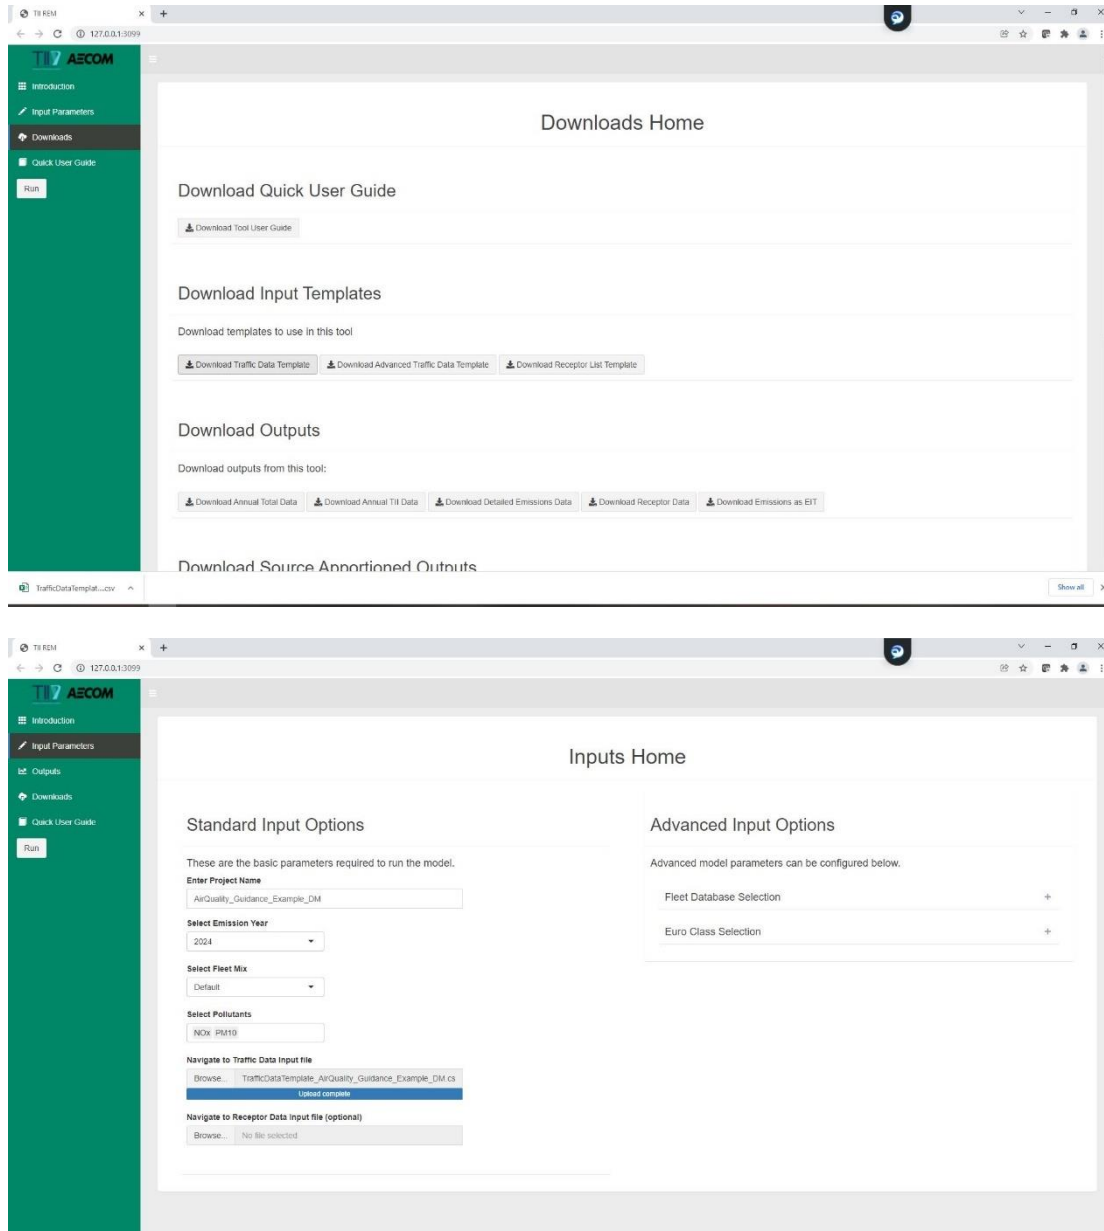 TII REM
127.0.0.1:3099
TII AECOM
Introduction
Input Parameters
Downloads
Quick User Guide
Run
Downloads Home
Download Quick User Guide
Download Tool User Guide
Download Input Templates
Download templates to use in this tool
Download Traffic Data Template Download Advanced Traffic Data Template Download Receptor List Template
Download Outputs
Download outputs from this tool:
Download Annual Total Data Download Annual TII Data Download Detailed Emissions Data Download Receptor Data Download Emissions as EIT
Download Source Apportioned Outputs
TrafficDataTemplat....csv
Show all
TII REM
127.0.0.1:3099
TII AECOM
Introduction
Input Parameters
Outputs
Downloads
Quick User Guide
Run
Inputs Home
Standard Input Options
These are the basic parameters required to run the model.
Enter Project Name
AirQuality_Guidance_Example_DM
Select Emission Year
2024
Select Fleet Mix
Default
Select Pollutants
NOx PM10
Navigate to Traffic Data Input file
Browse... TrafficDataTemplate_AirQuality_Guidance_Example_DM.cs
Upload complete
Navigate to Receptor Data Input file (optional)
Browse... No file selected
Advanced Input Options
Advanced model parameters can be configured below.
Fleet Database Selection
Euro Class Selection